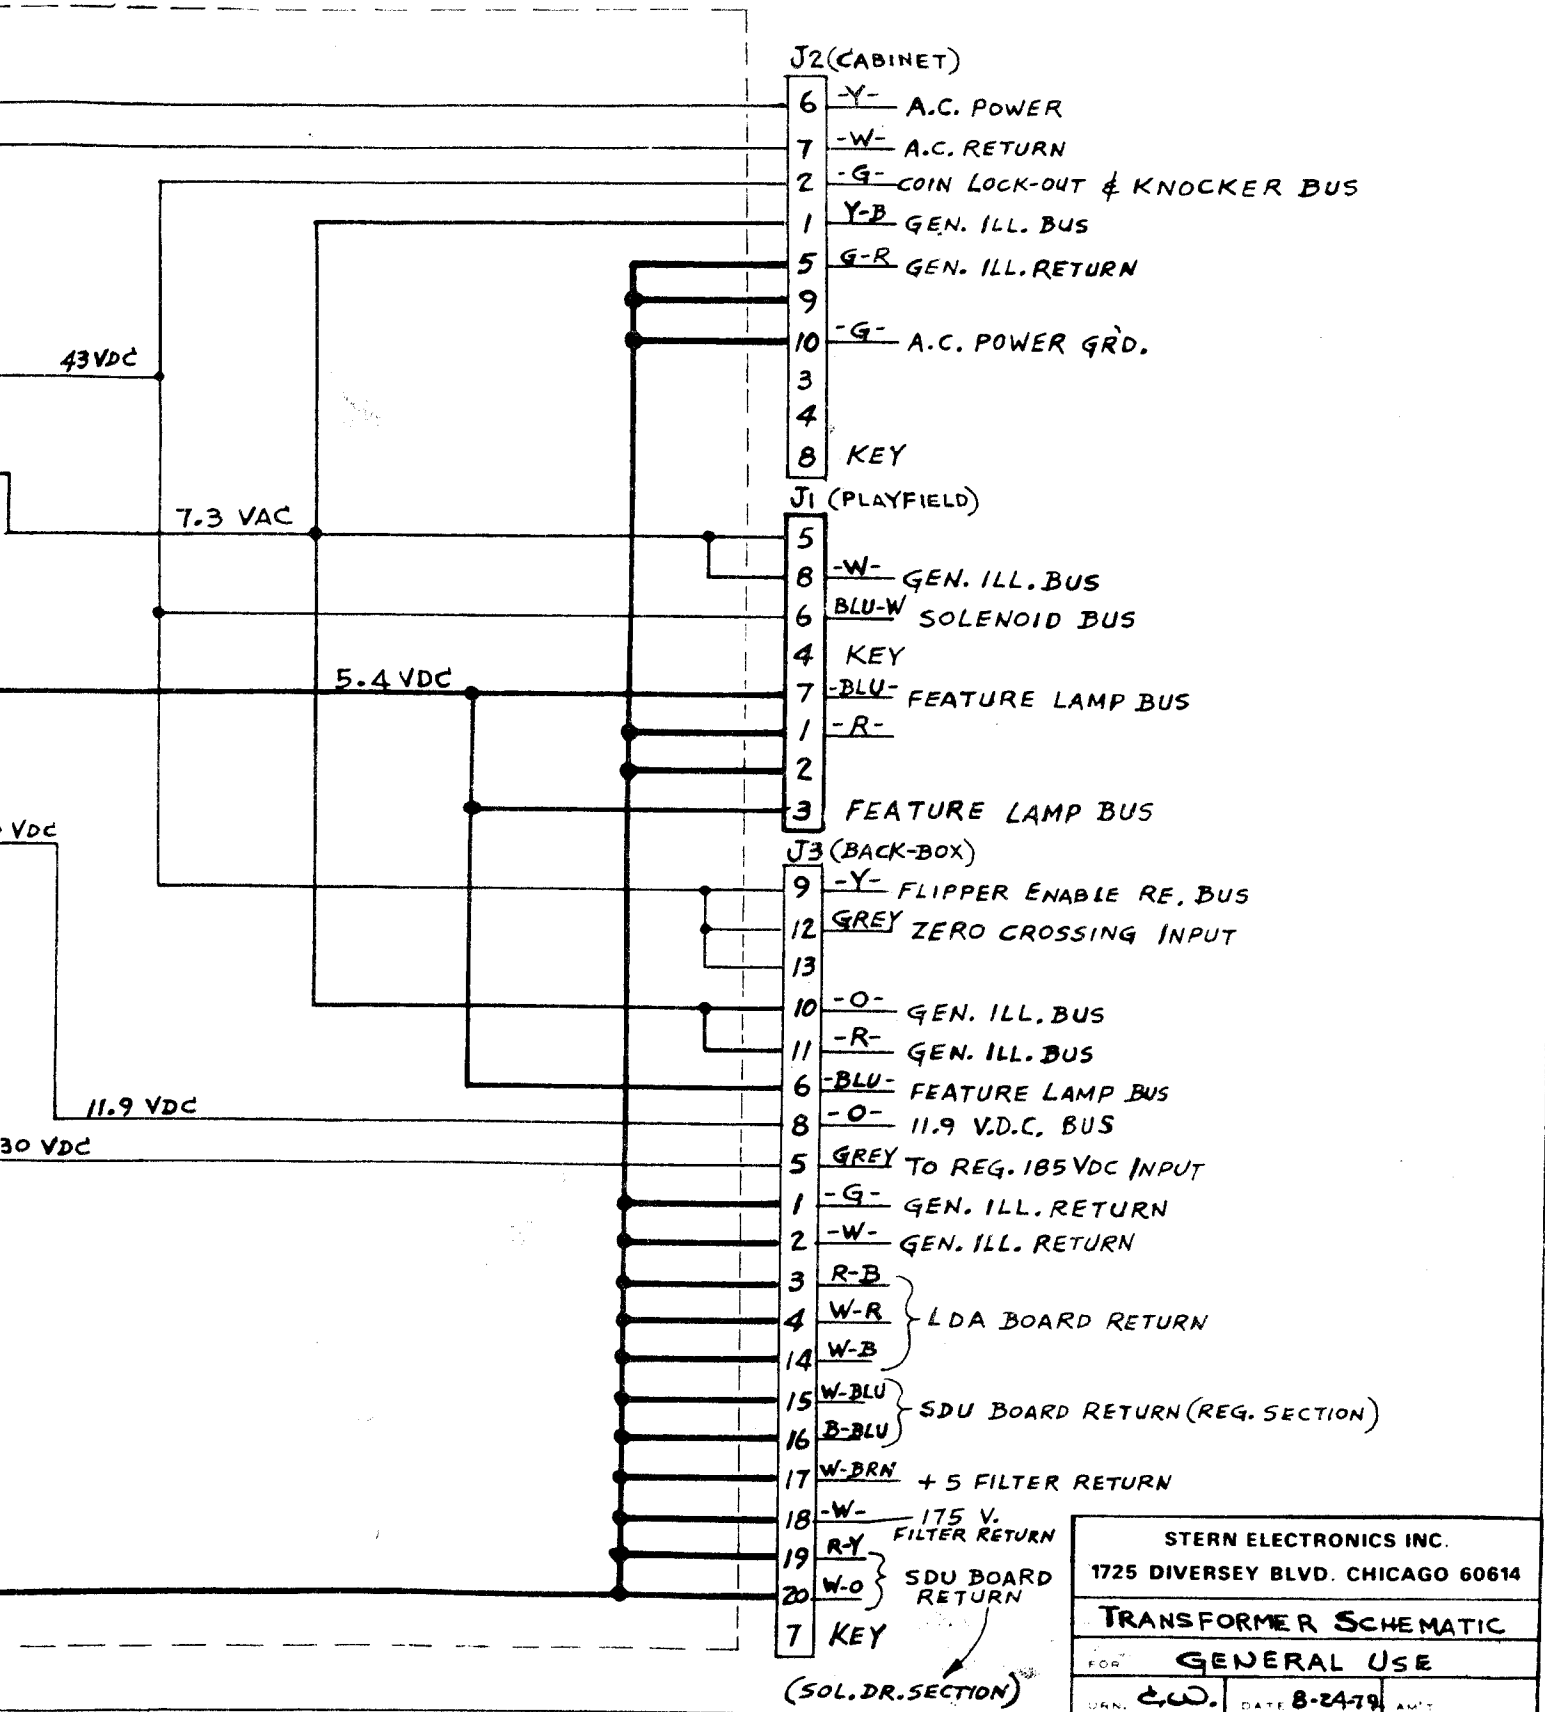 J2 (CABINET)
6 -Y- A.C. POWER
7 -W- A.C. RETURN
2 -G- COIN LOCK-OUT & KNOCKER BUS
1 Y-B GEN. ILL. BUS
5 G-R GEN. ILL. RETURN
9
10 -G- A.C. POWER GR'D.
43 VDC
3
4
8 KEY
J1 (PLAYFIELD)
7.3 VAC
5
8 -W- GEN. ILL. BUS
6 BLU-W SOLENOID BUS
4 KEY
5.4 VDC
7 -BLU- FEATURE LAMP BUS
1 -R-
2
3 FEATURE LAMP BUS
VDC
J3 (BACK-BOX)
9 -Y- FLIPPER ENABLE RE. BUS
12 GREY ZERO CROSSING INPUT
13
10 -O- GEN. ILL. BUS
11 -R- GEN. ILL. BUS
6 -BLU- FEATURE LAMP BUS
11.9 VDC
8 -O- 11.9 V.D.C. BUS
30 VDC
5 GREY TO REG. 185 VDC INPUT
1 -G- GEN. ILL. RETURN
2 -W- GEN. ILL. RETURN
3 R-B
4 W-R LDA BOARD RETURN
14 W-B
15 W-BLU SDU BOARD RETURN (REG. SECTION)
16 B-BLU
17 W-BRN + 5 FILTER RETURN
18 -W- 175 V.
FILTER RETURN
19 R-Y
20 W-O SDU BOARD
RETURN
7 KEY
(SOL. DR. SECTION)
STERN ELECTRONICS INC.
1725 DIVERSEY BLVD. CHICAGO 60614
TRANSFORMER SCHEMATIC
FOR GENERAL USE
DRN. C.W. DATE 8-24-79 AM'T